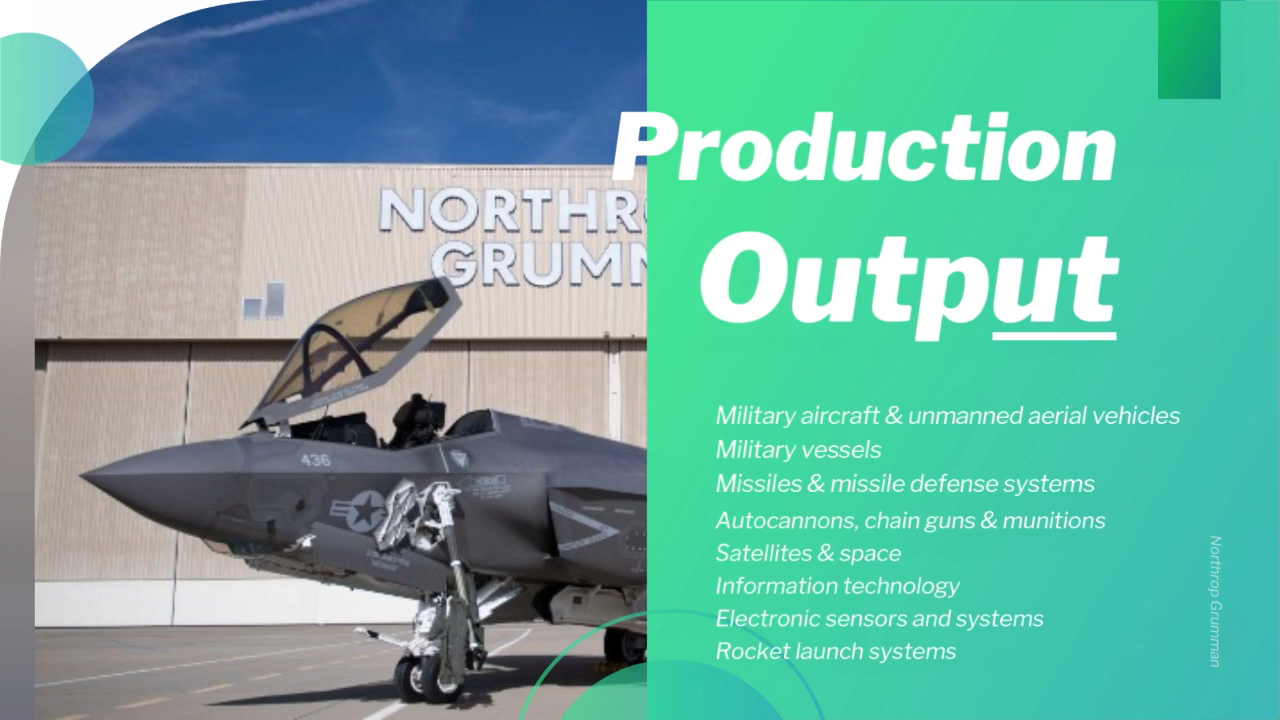 Production
Output
NORTHR
GRUM
436
Military aircraft & unmanned aerial vehicles
Military vessels
Missiles & missile defense systems
Autocannons, chain guns & munitions
Satellites & space
Information technology
Electronic sensors and systems
Rocket launch systems
Northrop Grumman